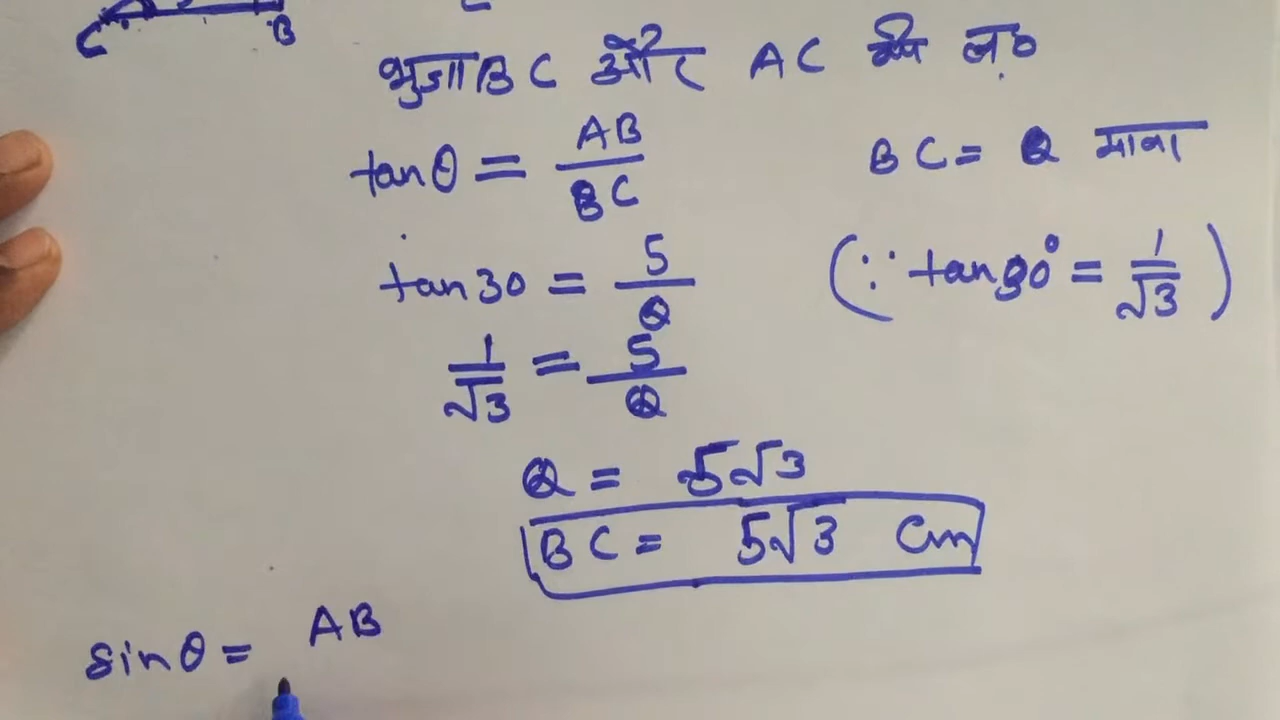 C B
भुजा BC और AC की ल०
tanθ = AB/BC BC = Q माना
tan30 = 5/Q (∵ tan30° = 1/√3)
1/√3 = 5/Q
Q = 5√3
BC = 5√3 Cm
sinθ = AB